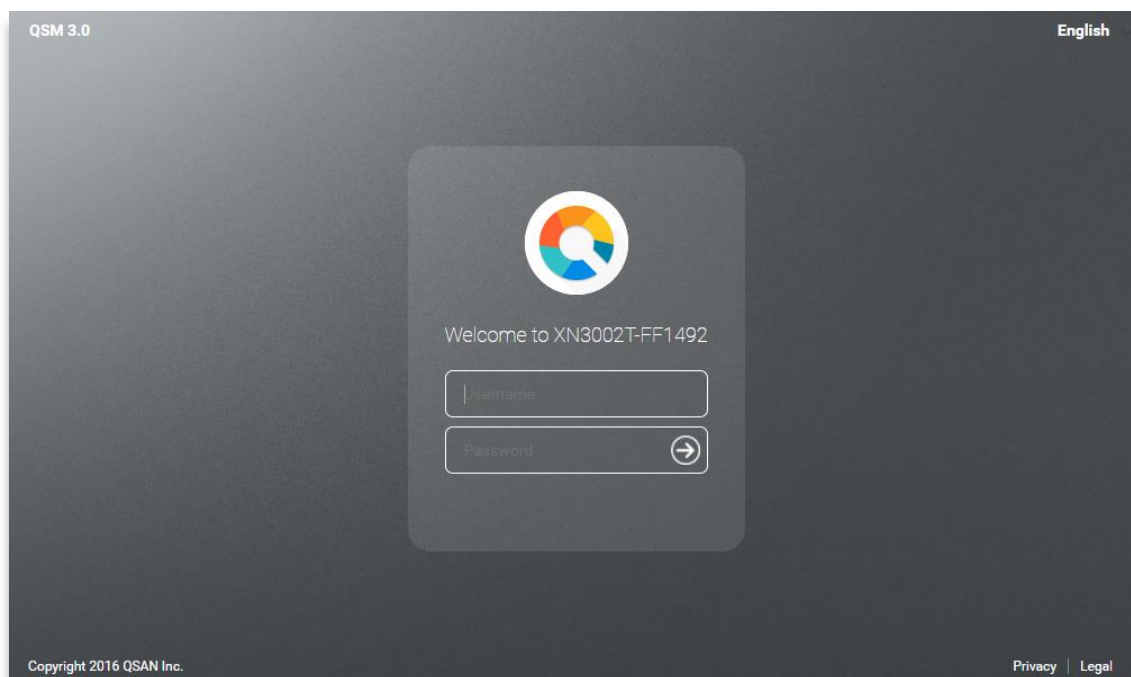 QSM 3.0
English
Welcome to XN3002T-FF1492
Username
Password
Copyright 2016 QSAN Inc.
Privacy | Legal